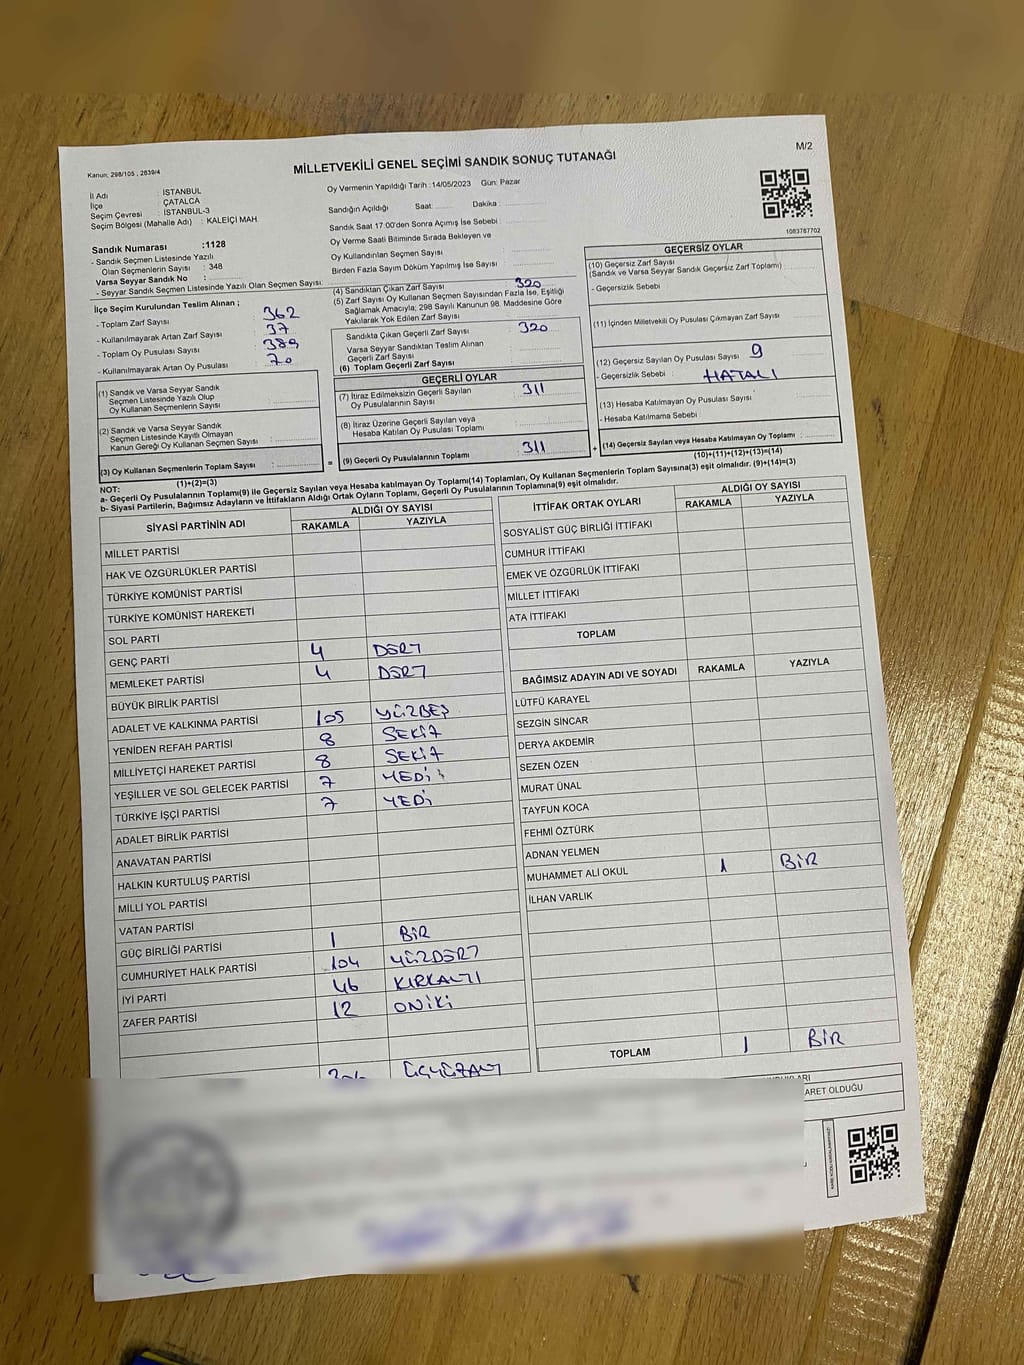 M/2
Kanun; 298/105 , 2839/4
MİLLETVEKİLİ GENEL SEÇİMİ SANDIK SONUÇ TUTANAĞI
İl Adı : İSTANBUL
İlçe : ÇATALCA
Seçim Çevresi : İSTANBUL-3
Seçim Bölgesi (Mahalle Adı) : KALEİÇİ MAH.
Sandık Numarası :1128
- Sandık Seçmen Listesinde Yazılı
Olan Seçmenlerin Sayısı : 348
Varsa Seyyar Sandık No :
- Seyyar Sandık Seçmen Listesinde Yazılı Olan Seçmen Sayısı:
Oy Vermenin Yapıldığı Tarih :14/05/2023 Gün: Pazar
Sandığın Açıldığı Saat: Dakika :
Sandık Saat 17.00'den Sonra Açımış İse Sebebi :
Oy Verme Saati Bitiminde Sırada Bekleyen ve
Oy Kullandırılan Seçmen Sayısı
Birden Fazla Sayım Döküm Yapılmış İse Sayısı :
1083787702
İlçe Seçim Kurulundan Teslim Alınan ;
- Toplam Zarf Sayısı : 362
- Kullanılmayarak Artan Zarf Sayısı : 37
- Toplam Oy Pusulası Sayısı : 389
- Kullanılmayarak Artan Oy Pusulası : 70
(1) Sandık ve Varsa Seyyar Sandık
Seçmen Listesinde Yazılı Olup
Oy Kullanan Seçmenlerin Sayısı :
(2) Sandık ve Varsa Seyyar Sandık
Seçmen Listesinde Kayıtlı Olmayan
Kanun Gereği Oy Kullanan Seçmen Sayısı :
(3) Oy Kullanan Seçmenlerin Toplam Sayısı :
(1)+(2)=(3)
(4) Sandıktan Çıkan Zarf Sayısı : 320
(5) Zarf Sayısı Oy Kullanan Seçmen Sayısından Fazla İse, Eşitliği
Sağlamak Amacıyla; 298 Sayılı Kanunun 98. Maddesine Göre
Yakılarak Yok Edilen Zarf Sayısı :
Sandıkta Çıkan Geçerli Zarf Sayısı : 320
Varsa Seyyar Sandıktan Teslim Alınan
Geçerli Zarf Sayısı :
(6) Toplam Geçerli Zarf Sayısı :
GEÇERLİ OYLAR
(7) İtiraz Edilmeksizin Geçerli Sayılan
Oy Pusulalarının Sayısı : 311
(8) İtiraz Üzerine Geçerli Sayılan veya
Hesaba Katılan Oy Pusulası Toplamı :
(9) Geçerli Oy Pusulalarının Toplamı : 311
GEÇERSİZ OYLAR
(10) Geçersiz Zarf Sayısı
(Sandık ve Varsa Seyyar Sandık Geçersiz Zarf Toplamı) :
- Geçersizlik Sebebi :
(11) İçinden Milletvekili Oy Pusulası Çıkmayan Zarf Sayısı :
(12) Geçersiz Sayılan Oy Pusulası Sayısı : 9
- Geçersizlik Sebebi : HATALI
(13) Hesaba Katılmayan Oy Pusulası Sayısı :
- Hesaba Katılmama Sebebi :
(14) Geçersiz Sayılan veya Hesaba Katılmayan Oy Toplamı :
(10)+(11)+(12)+(13)=(14)
NOT:
a- Geçerli Oy Pusulalarının Toplamı(9) ile Geçersiz Sayılan veya Hesaba katılmayan Oy Toplamı(14) Toplamları, Oy Kullanan Seçmenlerin Toplam Sayısına(3) eşit olmalıdır. (9)+(14)=(3)
b- Siyasi Partilerin, Bağımsız Adayların ve İttifakların Aldığı Ortak Oyların Toplamı, Geçerli Oy Pusulalarının Toplamına(9) eşit olmalıdır.
SİYASİ PARTİNİN ADI ALDIĞI OY SAYISI
RAKAMLA YAZIYLA
MİLLET PARTİSİ
HAK VE ÖZGÜRLÜKLER PARTİSİ
TÜRKİYE KOMÜNİST PARTİSİ
TÜRKİYE KOMÜNİST HAREKETİ
SOL PARTİ
GENÇ PARTİ 4 DÖRT
MEMLEKET PARTİSİ 4 DÖRT
BÜYÜK BİRLİK PARTİSİ
ADALET VE KALKINMA PARTİSİ 105 YÜZBEŞ
YENİDEN REFAH PARTİSİ 8 SEKİZ
MİLLİYETÇİ HAREKET PARTİSİ 8 SEKİZ
YEŞİLLER VE SOL GELECEK PARTİSİ 7 YEDİ
TÜRKİYE İŞÇİ PARTİSİ 7 YEDİ
ADALET BİRLİK PARTİSİ
ANAVATAN PARTİSİ
HALKIN KURTULUŞ PARTİSİ
MİLLİ YOL PARTİSİ
VATAN PARTİSİ
GÜÇ BİRLİĞİ PARTİSİ 1 BİR
CUMHURİYET HALK PARTİSİ 104 YÜZDÖRT
İYİ PARTİ 46 KIRKALTI
ZAFER PARTİSİ 12 ONİKİ
ÜÇYÜZALTI
İTTİFAK ORTAK OYLARI ALDIĞI OY SAYISI
RAKAMLA YAZIYLA
SOSYALİST GÜÇ BİRLİĞİ İTTİFAKI
CUMHUR İTTİFAKI
EMEK VE ÖZGÜRLÜK İTTİFAKI
MİLLET İTTİFAKI
ATA İTTİFAKI
TOPLAM
BAĞIMSIZ ADAYIN ADI VE SOYADI RAKAMLA YAZIYLA
LÜTFÜ KARAYEL
SEZGİN SİNCAR
DERYA AKDEMİR
SEZEN ÖZEN
MURAT ÜNAL
TAYFUN KOCA
FEHMİ ÖZTÜRK
ADNAN YELMEN
MUHAMMET ALİ OKUL 1 BİR
İLHAN VARLIK
TOPLAM 1 BİR
ARET OLDUĞU